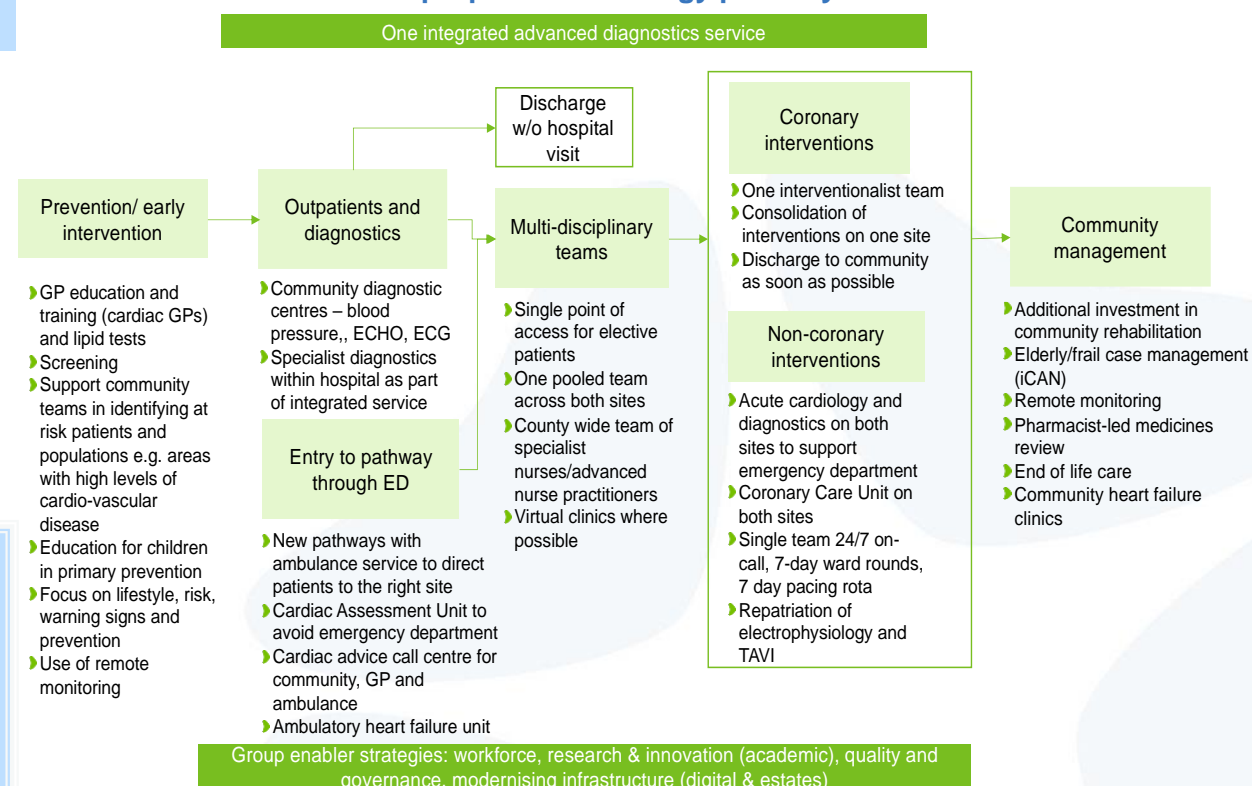 One integrated advanced diagnostics service
Discharge
w/o hospital
visit
Prevention/ early
intervention
❩GP education and
training (cardiac GPs)
and lipid tests
❩Screening
❩Support community
teams in identifying at
risk patients and
populations e.g. areas
with high levels of
cardio-vascular
disease
❩Education for children
in primary prevention
❩Focus on lifestyle, risk,
warning signs and
prevention
❩Use of remote
monitoring
Outpatients and
diagnostics
❩Community diagnostic
centres – blood
pressure,, ECHO, ECG
❩Specialist diagnostics
within hospital as part
of integrated service
Entry to pathway
through ED
❩New pathways with
ambulance service to direct
patients to the right site
❩Cardiac Assessment Unit to
avoid emergency department
❩Cardiac advice call centre for
community, GP and
ambulance
❩Ambulatory heart failure unit
Multi-disciplinary
teams
❩Single point of
access for elective
patients
❩One pooled team
across both sites
❩County wide team of
specialist
nurses/advanced
nurse practitioners
❩Virtual clinics where
possible
Coronary
interventions
❩One interventionalist team
❩Consolidation of
interventions on one site
❩Discharge to community
as soon as possible
Non-coronary
interventions
❩Acute cardiology and
diagnostics on both
sites to support
emergency department
❩Coronary Care Unit on
both sites
❩Single team 24/7 on-
call, 7-day ward rounds,
7 day pacing rota
❩Repatriation of
electrophysiology and
TAVI
Community
management
❩Additional investment in
community rehabilitation
❩Elderly/frail case management
(iCAN)
❩Remote monitoring
❩Pharmacist-led medicines
review
❩End of life care
❩Community heart failure
clinics
Group enabler strategies: workforce, research & innovation (academic), quality and
governance, modernising infrastructure (digital & estates)